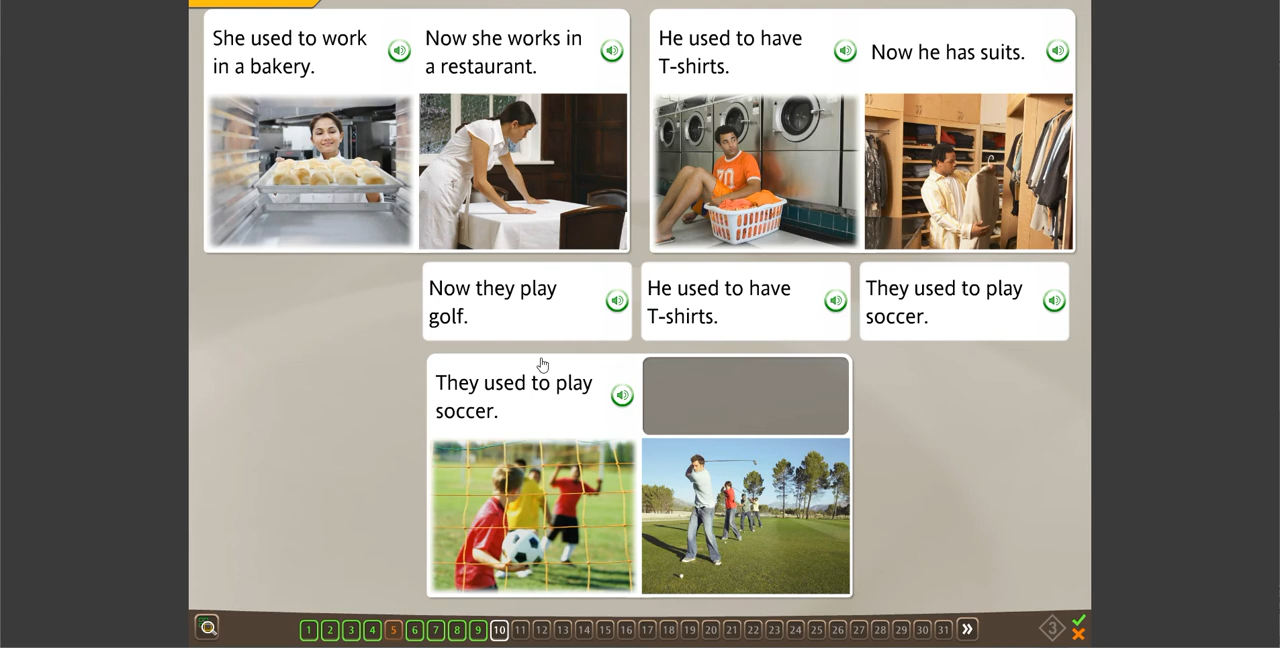 She used to work
in a bakery.
Now she works in
a restaurant.
He used to have
T-shirts.
Now he has suits.
70
Now they play
golf.
He used to have
T-shirts.
They used to play
soccer.
They used to play
soccer.
1 2 3 4 5 6 7 8 9 10 11 12 13 14 15 16 17 18 19 20 21 22 23 24 25 26 27 28 29 30 31 »
3